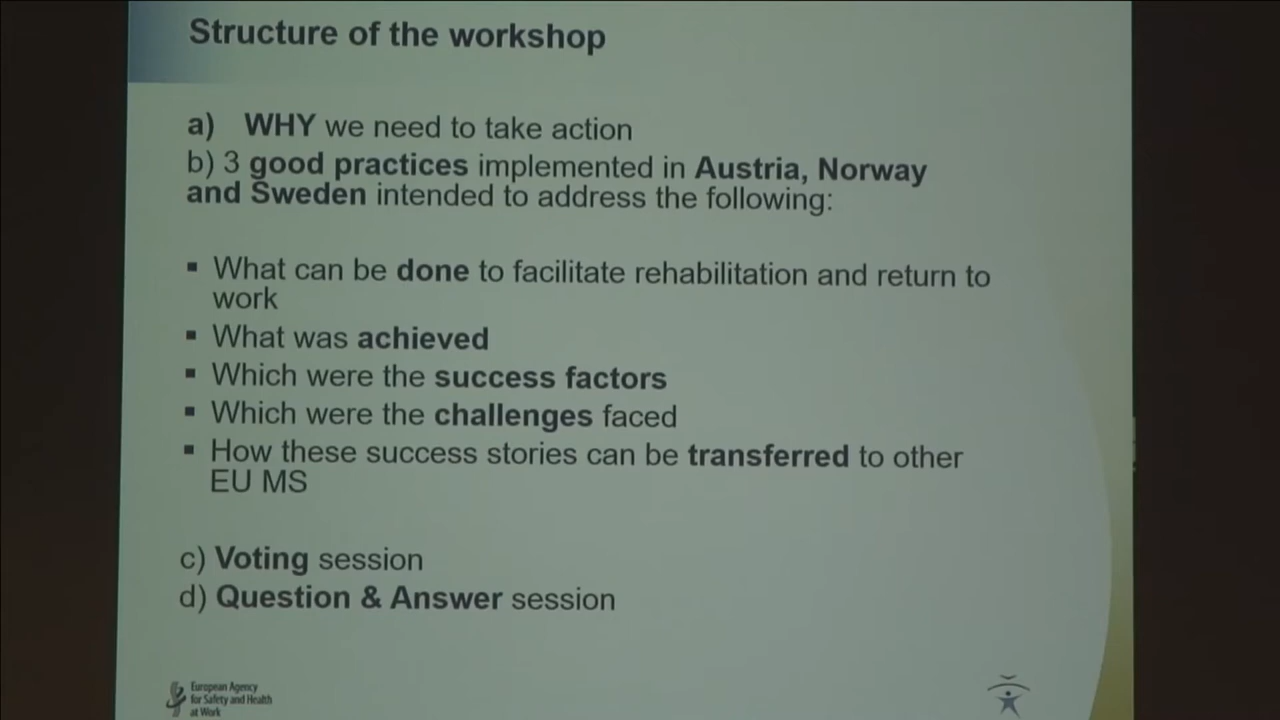 Structure of the workshop
a) WHY we need to take action
b) 3 good practices implemented in Austria, Norway
and Sweden intended to address the following:
▪ What can be done to facilitate rehabilitation and return to
work
▪ What was achieved
▪ Which were the success factors
▪ Which were the challenges faced
▪ How these success stories can be transferred to other
EU MS
c) Voting session
d) Question & Answer session
European Agency
for Safety and Health
at Work